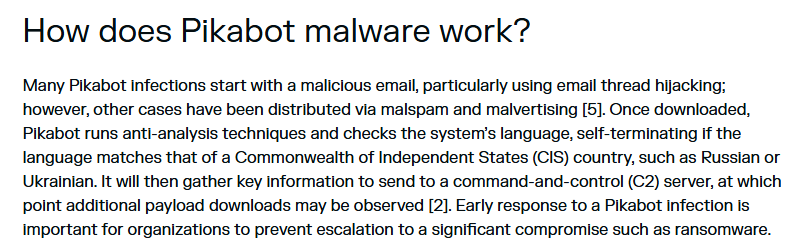 How does Pikabot malware work?
Many Pikabot infections start with a malicious email, particularly using email thread hijacking;
however, other cases have been distributed via malspam and malvertising [5]. Once downloaded,
Pikabot runs anti-analysis techniques and checks the system's language, self-terminating if the
language matches that of a Commonwealth of Independent States (CIS) country, such as Russian or
Ukrainian. It will then gather key information to send to a command-and-control (C2) server, at which
point additional payload downloads may be observed [2]. Early response to a Pikabot infection is
important for organizations to prevent escalation to a significant compromise such as ransomware.